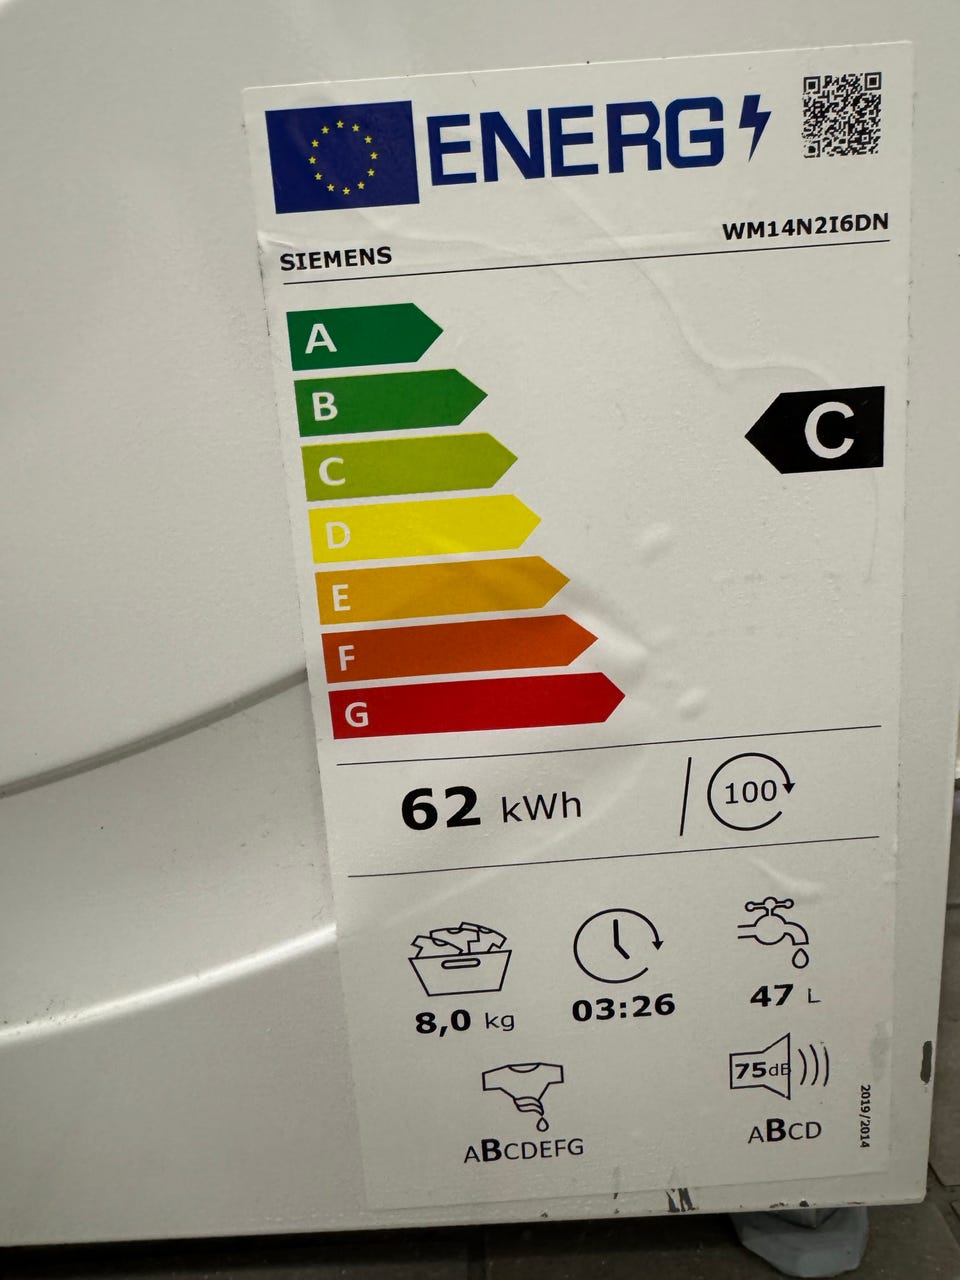 ENERG
WM14N2I6DN
SIEMENS
A
B
C
C
D
E
F
G
62 kWh
100
8,0 kg
03:26
47 L
75dB
ABCDEFG
ABCD
2019/2014